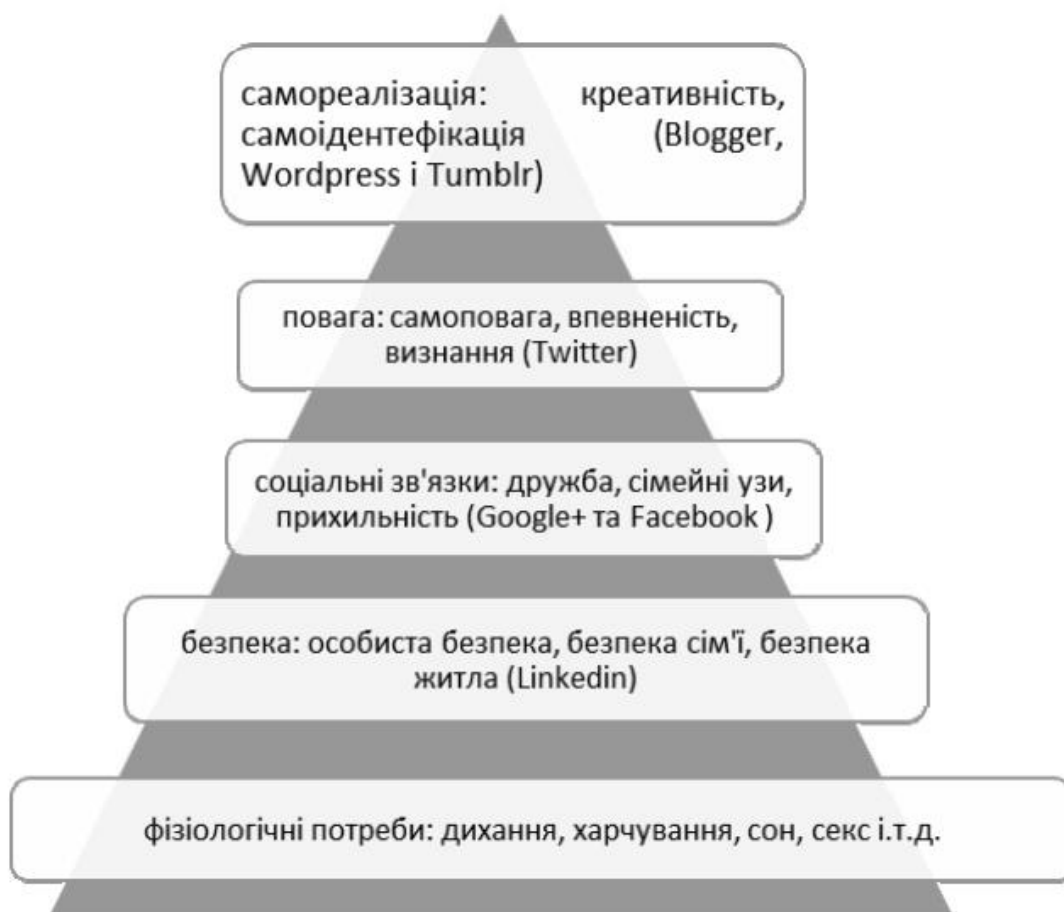 самореалізація: креативність,
самоідентефікація (Blogger,
Wordpress і Tumblr)
повага: самоповага, впевненість,
визнання (Twitter)
соціальні зв'язки: дружба, сімейні узи,
прихильність (Google+ та Facebook )
безпека: особиста безпека, безпека сім'ї, безпека
житла (Linkedin)
фізіологічні потреби: дихання, харчування, сон, секс і.т.д.